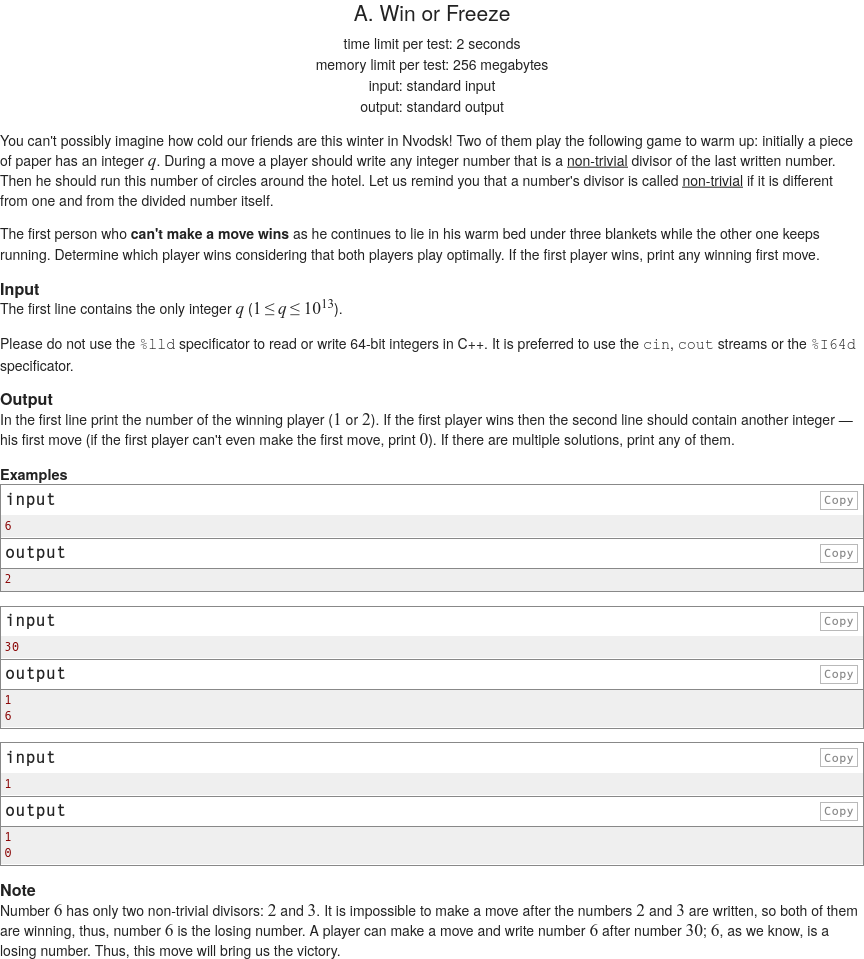 A. Win or Freeze
time limit per test: 2 seconds
memory limit per test: 256 megabytes
input: standard input
output: standard output
You can't possibly imagine how cold our friends are this winter in Nvodsk! Two of them play the following game to warm up: initially a piece
of paper has an integer q. During a move a player should write any integer number that is a non-trivial divisor of the last written number.
Then he should run this number of circles around the hotel. Let us remind you that a number's divisor is called non-trivial if it is different
from one and from the divided number itself.
The first person who can't make a move wins as he continues to lie in his warm bed under three blankets while the other one keeps
running. Determine which player wins considering that both players play optimally. If the first player wins, print any winning first move.
Input
The first line contains the only integer q (1 ≤ q ≤ 10¹³).
Please do not use the %lld specificator to read or write 64-bit integers in C++. It is preferred to use the cin, cout streams or the %I64d
specificator.
Output
In the first line print the number of the winning player (1 or 2). If the first player wins then the second line should contain another integer —
his first move (if the first player can't even make the first move, print 0). If there are multiple solutions, print any of them.
Examples
input Copy
6
output Copy
2
input Copy
30
output Copy
1
6
input Copy
1
output Copy
1
0
Note
Number 6 has only two non-trivial divisors: 2 and 3. It is impossible to make a move after the numbers 2 and 3 are written, so both of them
are winning, thus, number 6 is the losing number. A player can make a move and write number 6 after number 30; 6, as we know, is a
losing number. Thus, this move will bring us the victory.